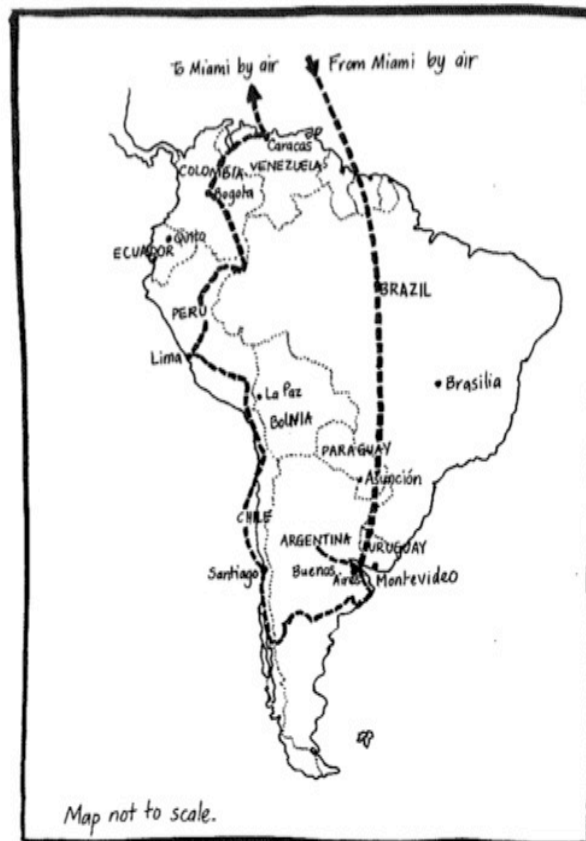 To Miami by air
From Miami by air
Caracas
COLOMBIA
VENEZUELA
Bogota
Quito
ECUADOR
BRAZIL
PERU
Lima
La Paz
Brasilia
BOLIVIA
PARAGUAY
Asunción
CHILE
ARGENTINA
URUGUAY
Santiago
Buenos
Aires
Montevideo
Map not to scale.